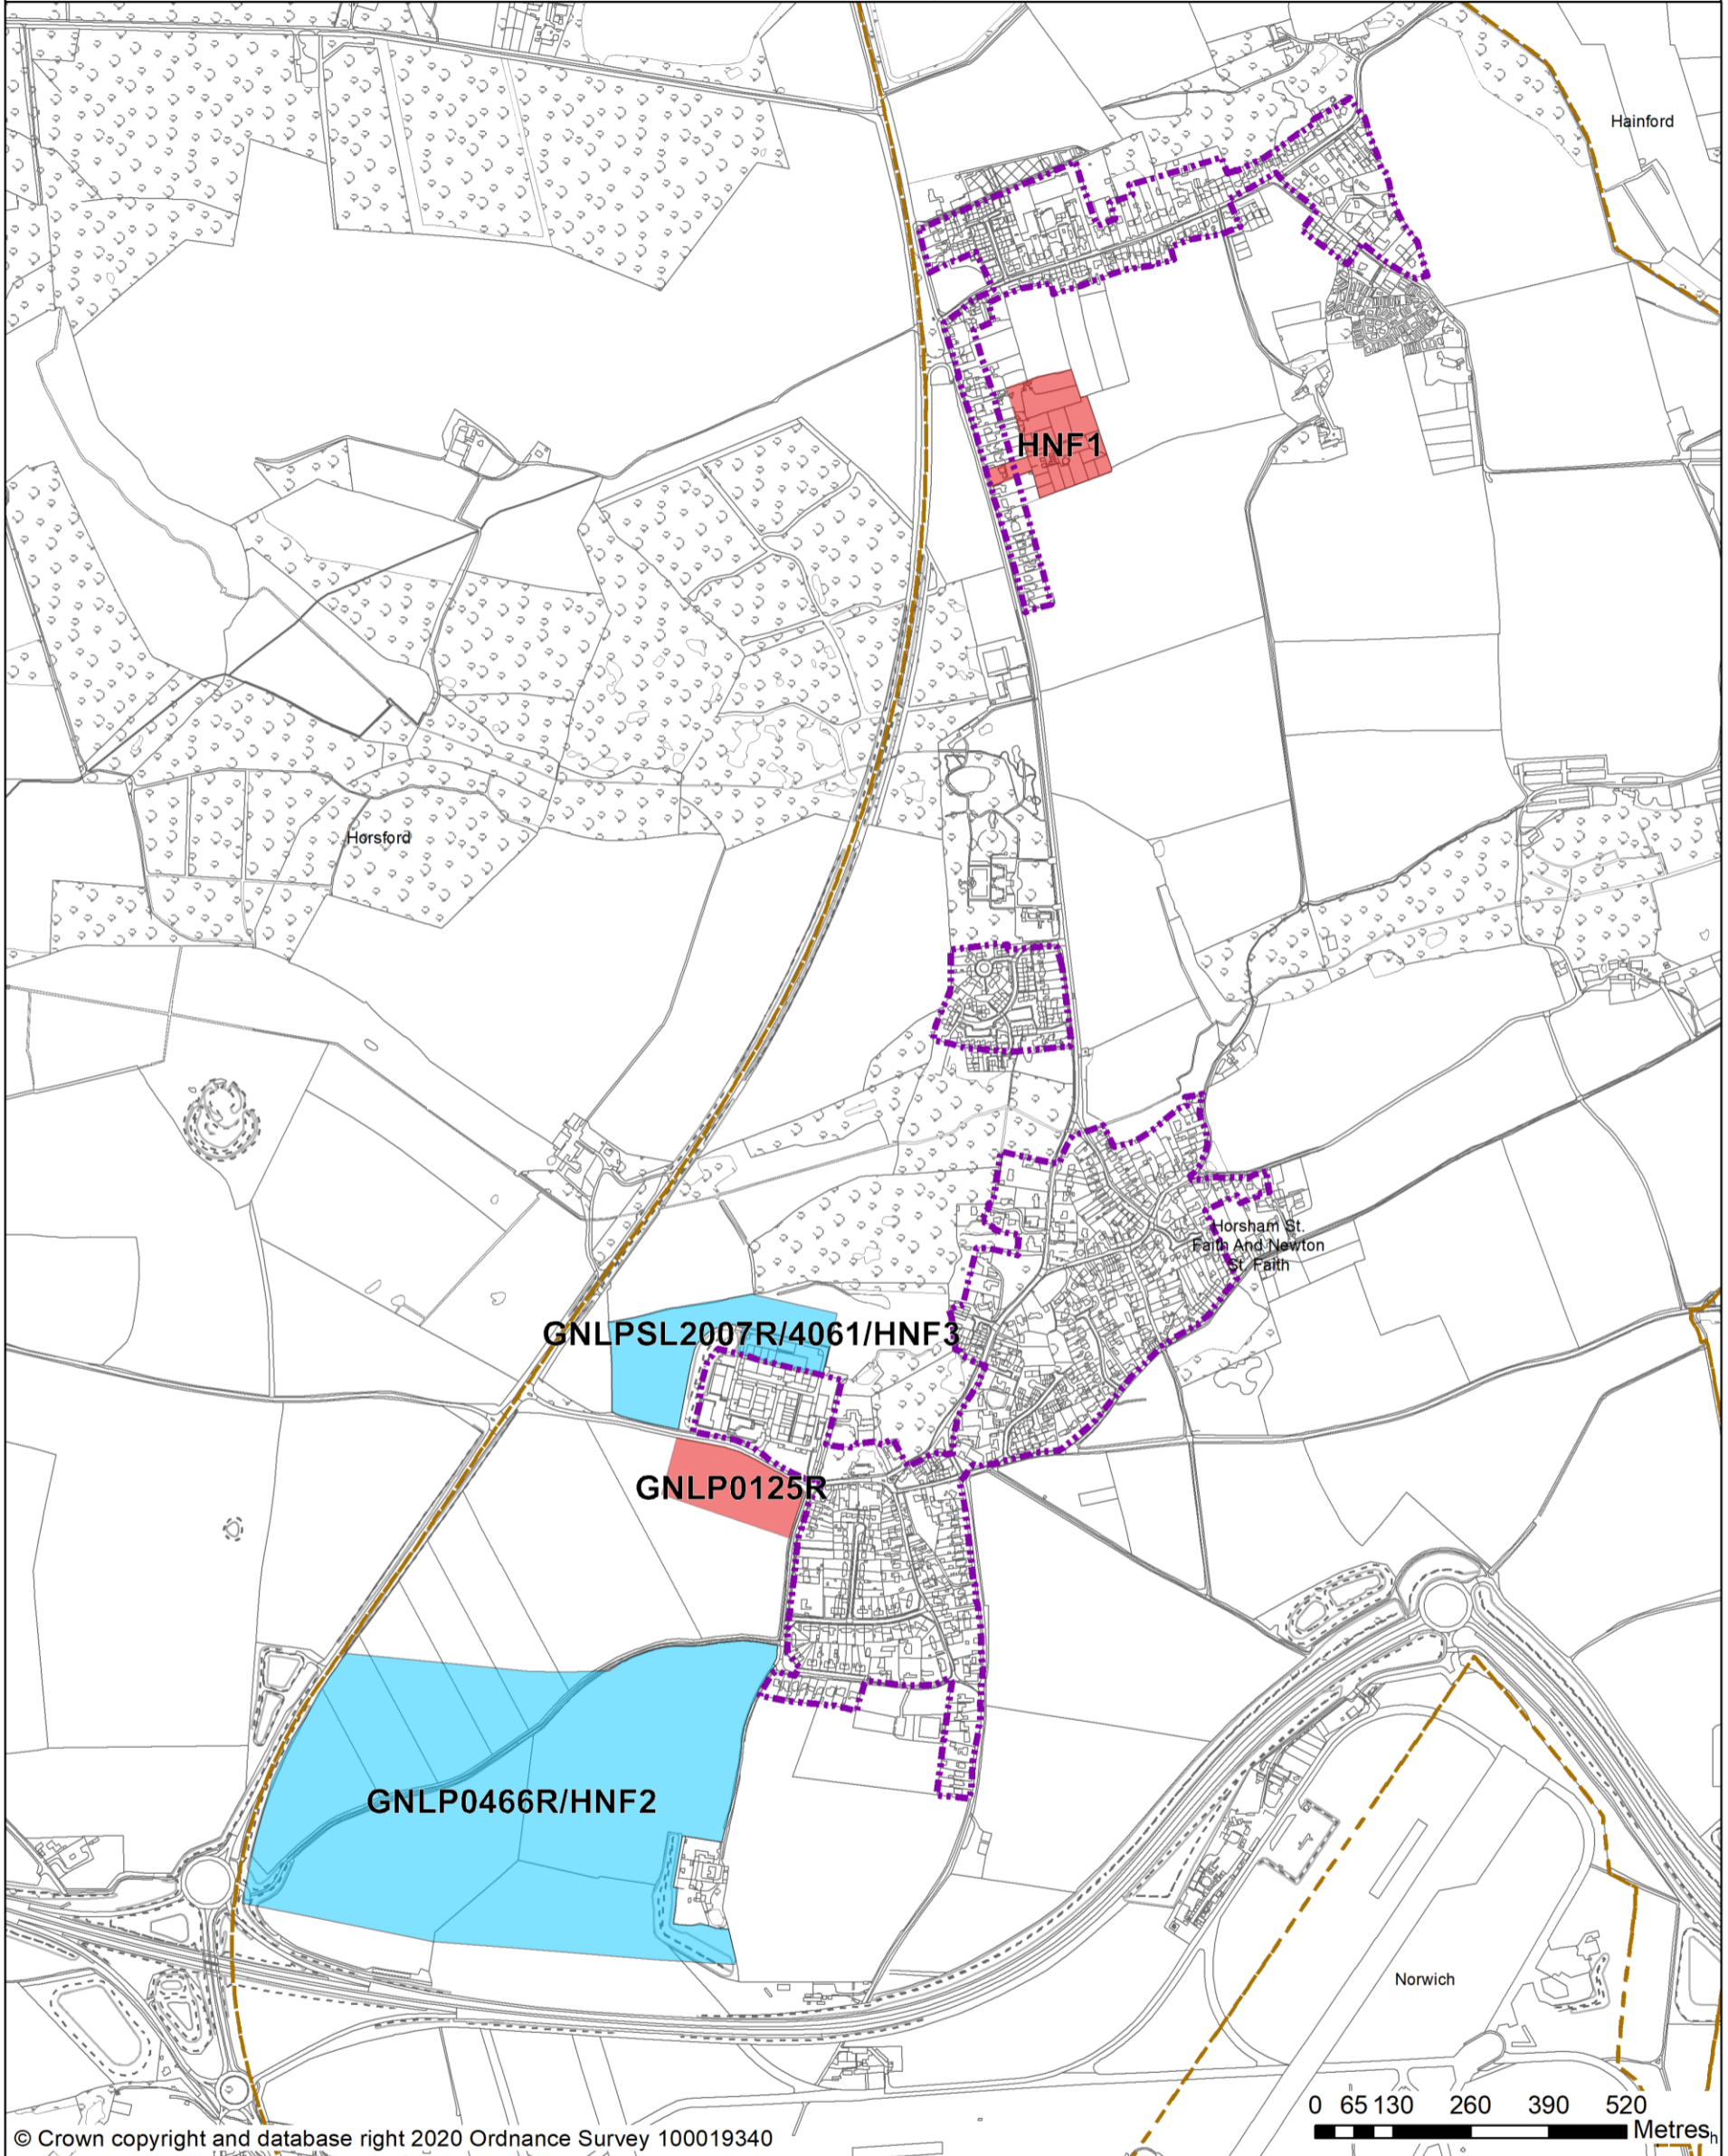 Hainford
HNF1
Horsford
Horsham St.
Faith And Newton
St. Faith
GNLPSL2007R/4061/HNF3
GNLP0125R
GNLP0466R/HNF2
Norwich
0 65 130 260 390 520
Metres
© Crown copyright and database right 2020 Ordnance Survey 100019340